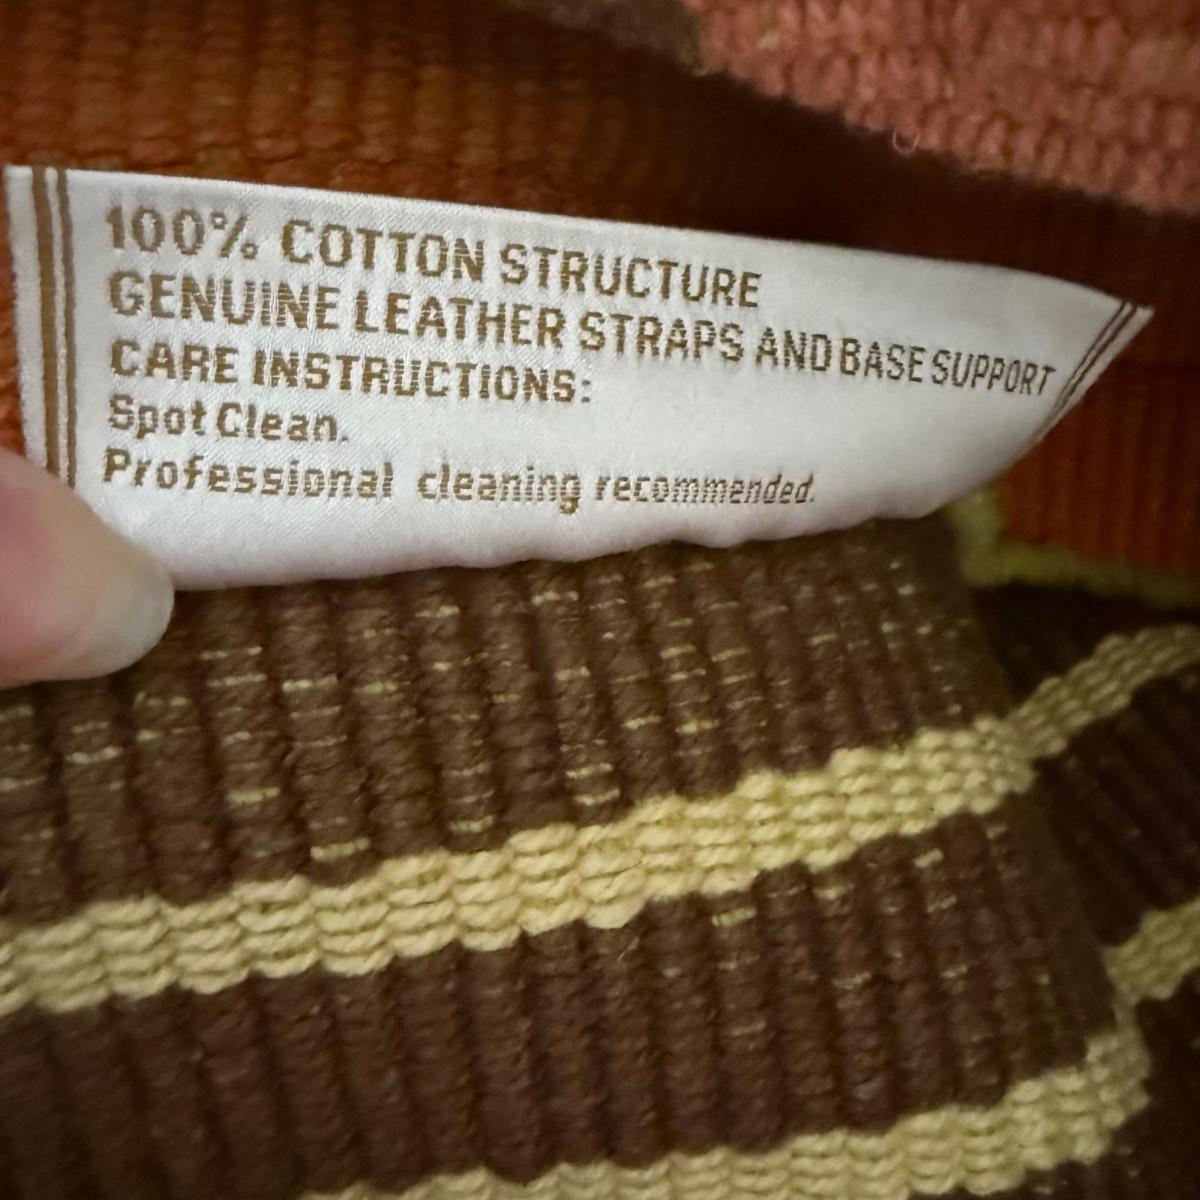 100% COTTON STRUCTURE
GENUINE LEATHER STRAPS AND BASE SUPPORT
CARE INSTRUCTIONS:
Spot Clean.
Professional cleaning recommended.